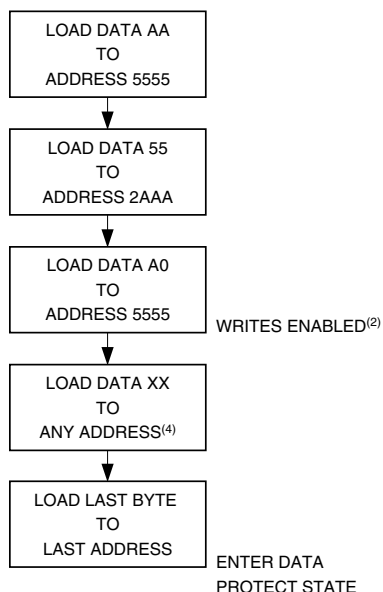 LOAD DATA AA
TO
ADDRESS 5555
LOAD DATA 55
TO
ADDRESS 2AAA
LOAD DATA A0
TO
ADDRESS 5555
WRITES ENABLED(2)
LOAD DATA XX
TO
ANY ADDRESS(4)
LOAD LAST BYTE
TO
LAST ADDRESS
ENTER DATA
PROTECT STATE